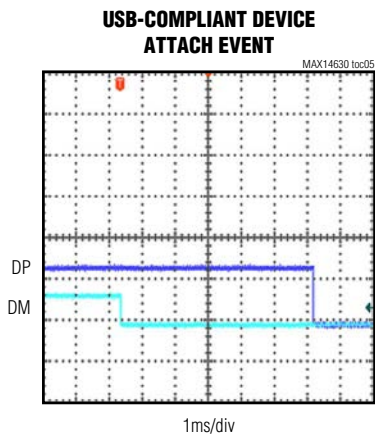 USB-COMPLIANT DEVICE
ATTACH EVENT
MAX14630 toc05
DP
DM
1ms/div